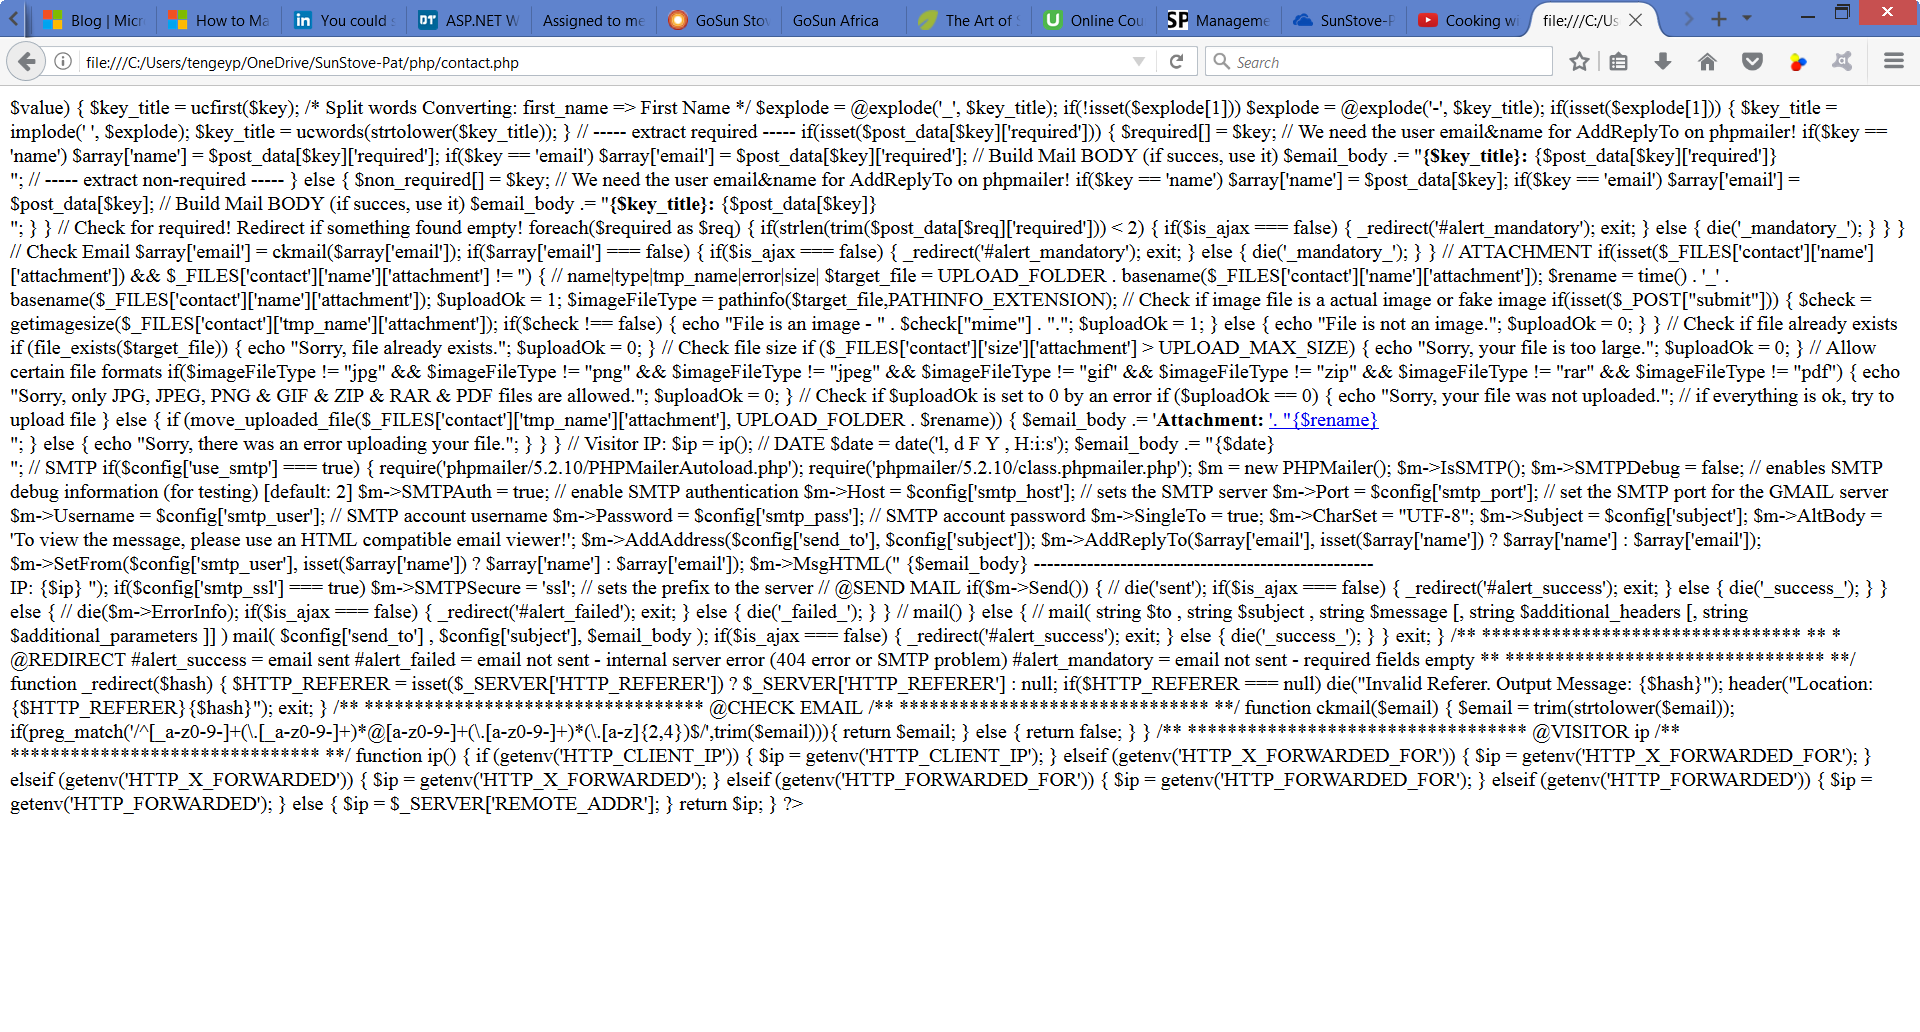 Blog | Micr
How to Ma
You could s
ASP.NET W
Assigned to me
GoSun Stov
GoSun Africa
The Art of S
Online Cou
Manageme
SunStove-P
Cooking wi
file:///C:/Us
file:///C:/Users/tengeyp/OneDrive/SunStove-Pat/php/contact.php
Search
$value) { $key_title = ucfirst($key); /* Split words Converting: first_name => First Name */ $explode = @explode('_', $key_title); if(!isset($explode[1])) $explode = @explode('-', $key_title); if(isset($explode[1])) { $key_title =
implode(' ', $explode); $key_title = ucwords(strtolower($key_title)); } // ----- extract required ----- if(isset($post_data[$key]['required'])) { $required[] = $key; // We need the user email&name for AddReplyTo on phpmailer! if($key ==
'name') $array['name'] = $post_data[$key]['required']; if($key == 'email') $array['email'] = $post_data[$key]['required']; // Build Mail BODY (if succes, use it) $email_body .= "{$key_title}: {$post_data[$key]['required']}
"; // ----- extract non-required ----- } else { $non_required[] = $key; // We need the user email&name for AddReplyTo on phpmailer! if($key == 'name') $array['name'] = $post_data[$key]; if($key == 'email') $array['email'] =
$post_data[$key]; // Build Mail BODY (if succes, use it) $email_body .= "{$key_title}: {$post_data[$key]}
"; } } // Check for required! Redirect if something found empty! foreach($required as $req) { if(strlen(trim($post_data[$req]['required'])) < 2) { if($is_ajax === false) { _redirect('#alert_mandatory'); exit; } else { die('_mandatory_'); } } }
// Check Email $array['email'] = ckmail($array['email']); if($array['email'] === false) { if($is_ajax === false) { _redirect('#alert_mandatory'); exit; } else { die('_mandatory_'); } } // ATTACHMENT if(isset($_FILES['contact']['name']
['attachment']) && $_FILES['contact']['name']['attachment'] != '') { // name|type|tmp_name|error|size| $target_file = UPLOAD_FOLDER . basename($_FILES['contact']['name']['attachment']); $rename = time() . '_' .
basename($_FILES['contact']['name']['attachment']); $uploadOk = 1; $imageFileType = pathinfo($target_file,PATHINFO_EXTENSION); // Check if image file is a actual image or fake image if(isset($_POST["submit"])) { $check =
getimagesize($_FILES['contact']['tmp_name']['attachment']); if($check !== false) { echo "File is an image - " . $check["mime"] . "."; $uploadOk = 1; } else { echo "File is not an image."; $uploadOk = 0; } } // Check if file already exists
if (file_exists($target_file)) { echo "Sorry, file already exists."; $uploadOk = 0; } // Check file size if ($_FILES['contact']['size']['attachment'] > UPLOAD_MAX_SIZE) { echo "Sorry, your file is too large."; $uploadOk = 0; } // Allow
certain file formats if($imageFileType != "jpg" && $imageFileType != "png" && $imageFileType != "jpeg" && $imageFileType != "gif" && $imageFileType != "zip" && $imageFileType != "rar" && $imageFileType != "pdf") { echo
"Sorry, only JPG, JPEG, PNG & GIF & ZIP & RAR & PDF files are allowed."; $uploadOk = 0; } // Check if $uploadOk is set to 0 by an error if ($uploadOk == 0) { echo "Sorry, your file was not uploaded."; // if everything is ok, try to
upload file } else { if (move_uploaded_file($_FILES['contact']['tmp_name']['attachment'], UPLOAD_FOLDER . $rename)) { $email_body .= 'Attachment: '. "{$rename}
"; } else { echo "Sorry, there was an error uploading your file."; } } } // Visitor IP: $ip = ip(); // DATE $date = date('l, d F Y , H:i:s'); $email_body .= "{$date}
"; // SMTP if($config['use_smtp'] === true) { require('phpmailer/5.2.10/PHPMailerAutoload.php'); require('phpmailer/5.2.10/class.phpmailer.php'); $m = new PHPMailer(); $m->IsSMTP(); $m->SMTPDebug = false; // enables SMTP
debug information (for testing) [default: 2] $m->SMTPAuth = true; // enable SMTP authentication $m->Host = $config['smtp_host']; // sets the SMTP server $m->Port = $config['smtp_port']; // set the SMTP port for the GMAIL server
$m->Username = $config['smtp_user']; // SMTP account username $m->Password = $config['smtp_pass']; // SMTP account password $m->SingleTo = true; $m->CharSet = "UTF-8"; $m->Subject = $config['subject']; $m->AltBody =
'To view the message, please use an HTML compatible email viewer!'; $m->AddAddress($config['send_to'], $config['subject']); $m->AddReplyTo($array['email'], isset($array['name']) ? $array['name'] : $array['email']);
$m->SetFrom($config['smtp_user'], isset($array['name']) ? $array['name'] : $array['email']); $m->MsgHTML(" {$email_body} ---------------------------------------------------
IP: {$ip} "); if($config['smtp_ssl'] === true) $m->SMTPSecure = 'ssl'; // sets the prefix to the server // @SEND MAIL if($m->Send()) { // die('sent'); if($is_ajax === false) { _redirect('#alert_success'); exit; } else { die('_success_'); } }
else { // die($m->ErrorInfo); if($is_ajax === false) { _redirect('#alert_failed'); exit; } else { die('_failed_'); } } // mail() } else { // mail( string $to , string $subject , string $message [, string $additional_headers [, string
$additional_parameters ]] ) mail( $config['send_to'] , $config['subject'], $email_body ); if($is_ajax === false) { _redirect('#alert_success'); exit; } else { die('_success_'); } } exit; } /** ******************************** ** *
@REDIRECT #alert_success = email sent #alert_failed = email not sent - internal server error (404 error or SMTP problem) #alert_mandatory = email not sent - required fields empty ** ******************************** **/
function _redirect($hash) { $HTTP_REFERER = isset($_SERVER['HTTP_REFERER']) ? $_SERVER['HTTP_REFERER'] : null; if($HTTP_REFERER === null) die("Invalid Referer. Output Message: {$hash}"); header("Location:
{$HTTP_REFERER}{$hash}"); exit; } /** ********************************** @CHECK EMAIL /** ******************************* **/ function ckmail($email) { $email = trim(strtolower($email));
if(preg_match('/^[_a-z0-9-]+(\.[_a-z0-9-]+)*@[a-z0-9-]+(\.[a-z0-9-]+)*(\.[a-z]{2,4})$/',trim($email))){ return $email; } else { return false; } } /** ********************************** @VISITOR ip /**
******************************* **/ function ip() { if (getenv('HTTP_CLIENT_IP')) { $ip = getenv('HTTP_CLIENT_IP'); } elseif (getenv('HTTP_X_FORWARDED_FOR')) { $ip = getenv('HTTP_X_FORWARDED_FOR'); }
elseif (getenv('HTTP_X_FORWARDED')) { $ip = getenv('HTTP_X_FORWARDED'); } elseif (getenv('HTTP_FORWARDED_FOR')) { $ip = getenv('HTTP_FORWARDED_FOR'); } elseif (getenv('HTTP_FORWARDED')) { $ip =
getenv('HTTP_FORWARDED'); } else { $ip = $_SERVER['REMOTE_ADDR']; } return $ip; } ?>